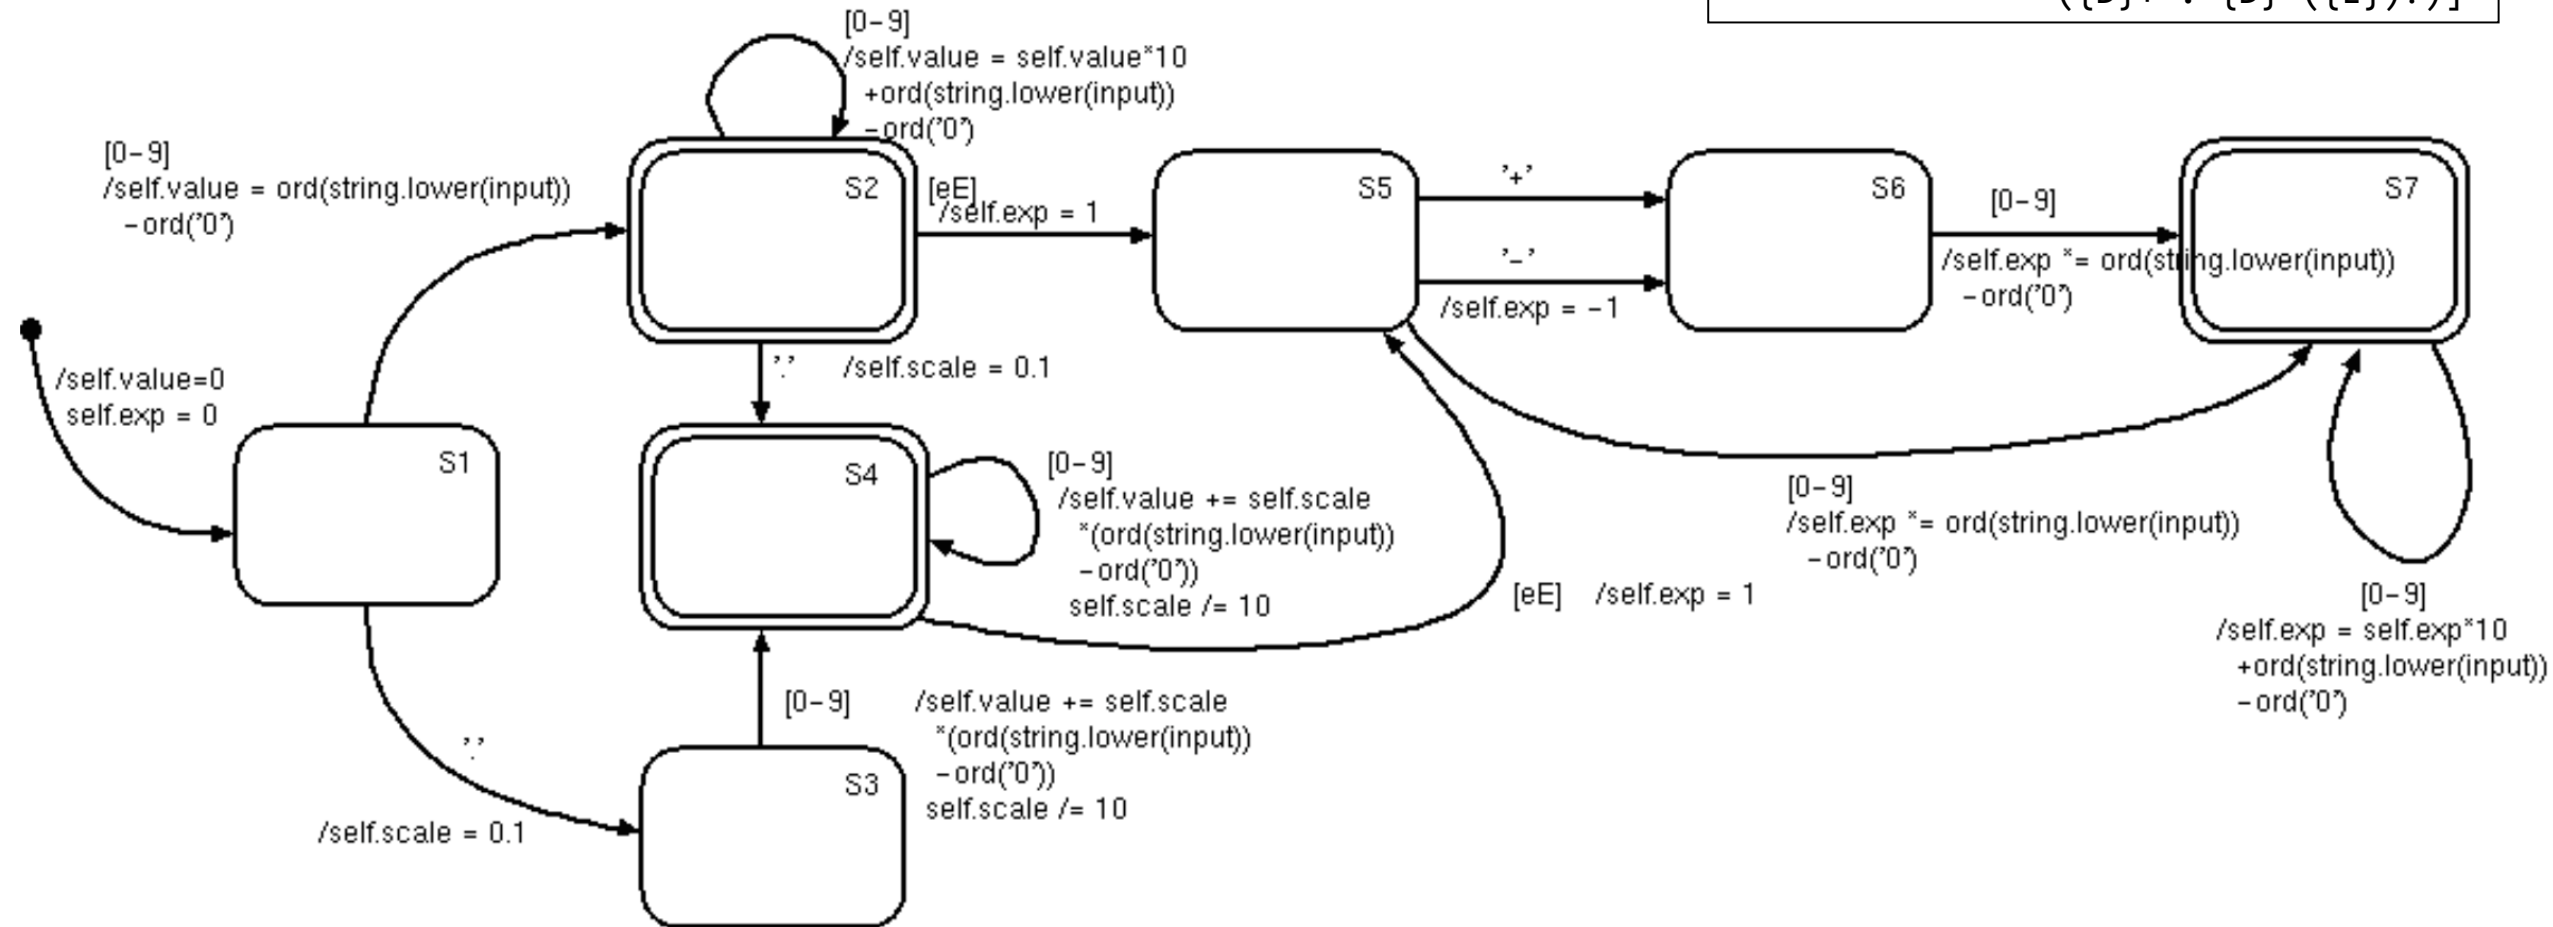 [0-9]
/self.value = self.value*10
+ord(string.lower(input))
-ord('0')
[0-9]
/self.value = ord(string.lower(input))
-ord('0')
S2
[eE]
/self.exp = 1
S5
'+'
'-'
/self.exp = -1
S6
[0-9]
/self.exp *= ord(string.lower(input))
-ord('0')
S7
/self.value=0
self.exp = 0
'.' /self.scale = 0.1
S1
S4
[0-9]
/self.value += self.scale
*(ord(string.lower(input))
-ord('0'))
self.scale /= 10
[0-9]
/self.exp *= ord(string.lower(input))
-ord('0')
[eE] /self.exp = 1
[0-9]
/self.exp = self.exp*10
+ord(string.lower(input))
-ord('0')
'.'
/self.scale = 0.1
[0-9] /self.value += self.scale
*(ord(string.lower(input))
-ord('0'))
self.scale /= 10
S3